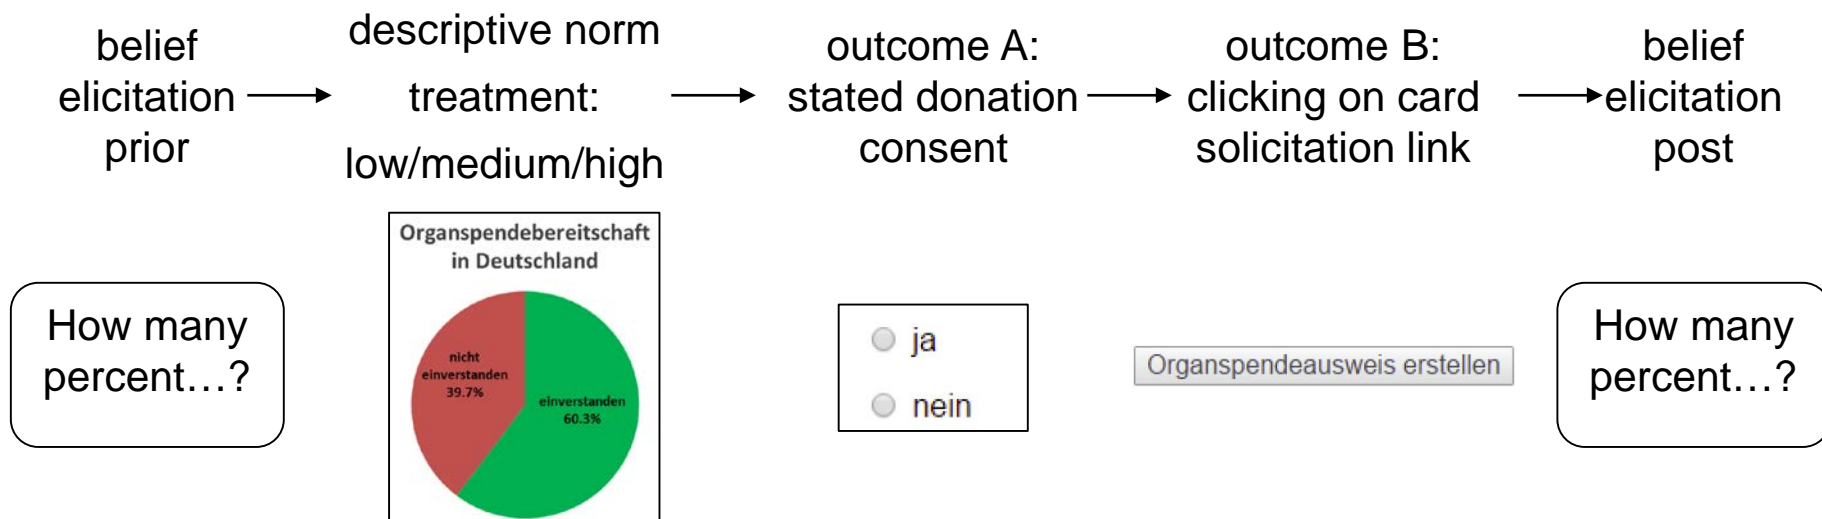 belief
elicitation
prior
descriptive norm
treatment:
low/medium/high
outcome A:
stated donation
consent
outcome B:
clicking on card
solicitation link
belief
elicitation
post
How many
percent…?
Organspendebereitschaft
in Deutschland
nicht
einverstanden
39.7%
einverstanden
60.3%
ja
nein
Organspendeausweis erstellen
How many
percent…?